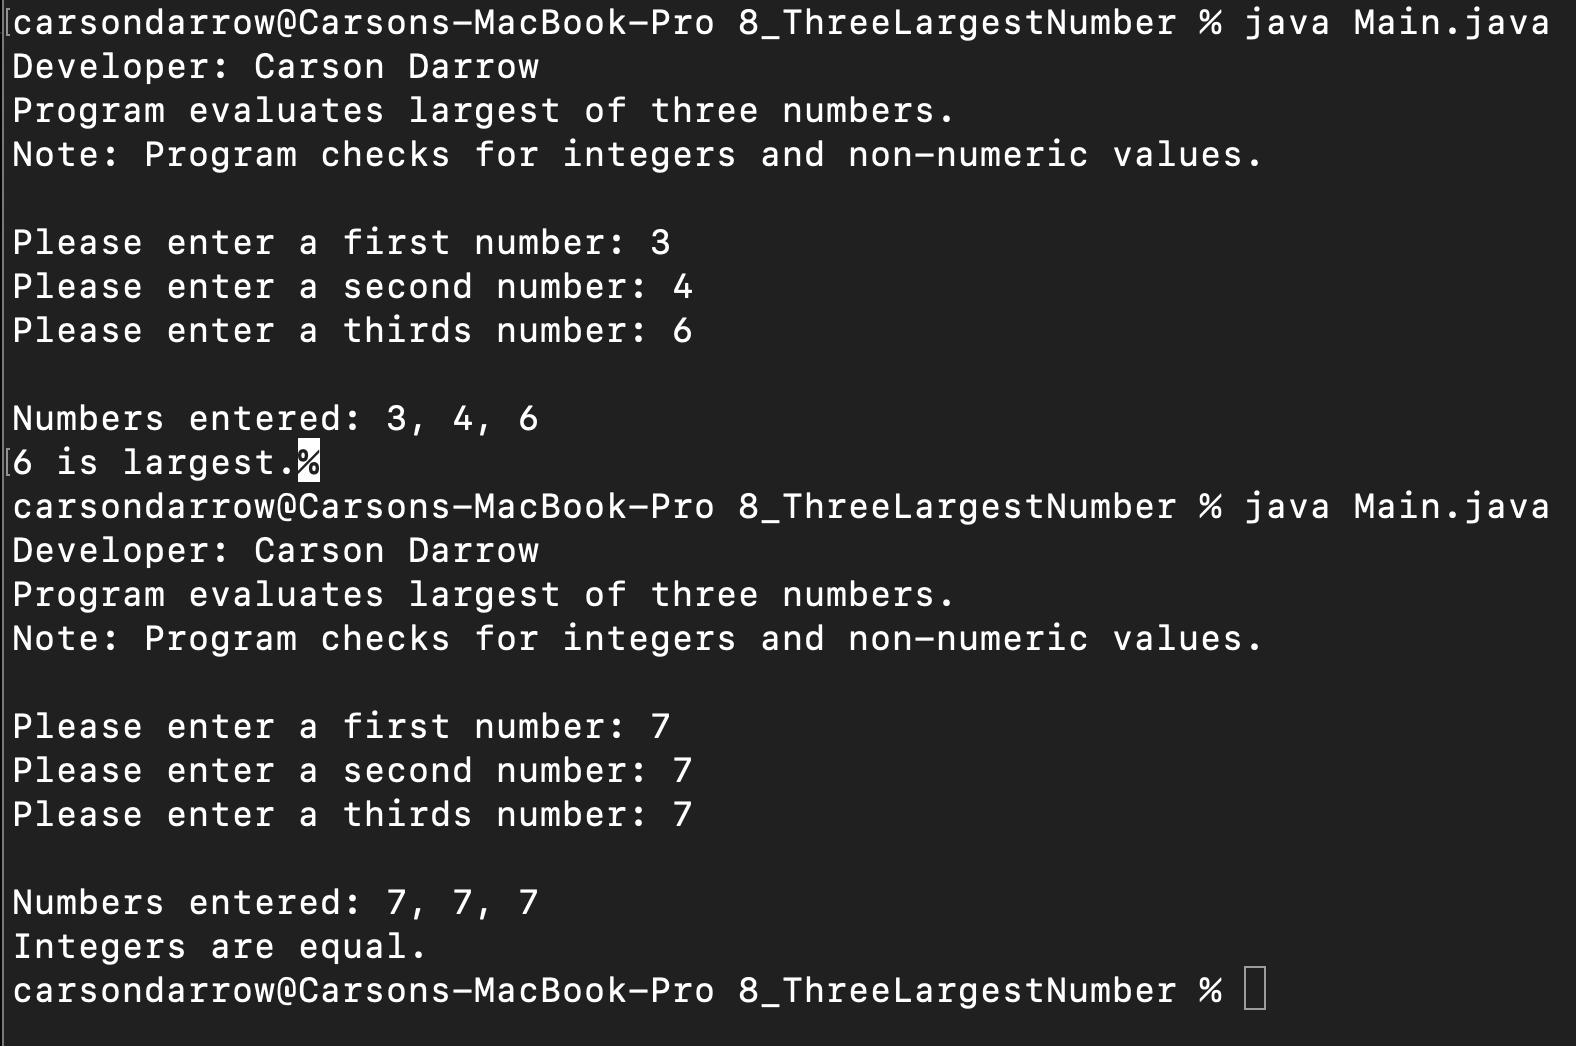 carsondarrow@Carsons-MacBook-Pro 8_ThreeLargestNumber % java Main.java
Developer: Carson Darrow
Program evaluates largest of three numbers.
Note: Program checks for integers and non-numeric values.
Please enter a first number: 3
Please enter a second number: 4
Please enter a thirds number: 6
Numbers entered: 3, 4, 6
6 is largest.%
carsondarrow@Carsons-MacBook-Pro 8_ThreeLargestNumber % java Main.java
Developer: Carson Darrow
Program evaluates largest of three numbers.
Note: Program checks for integers and non-numeric values.
Please enter a first number: 7
Please enter a second number: 7
Please enter a thirds number: 7
Numbers entered: 7, 7, 7
Integers are equal.
carsondarrow@Carsons-MacBook-Pro 8_ThreeLargestNumber %